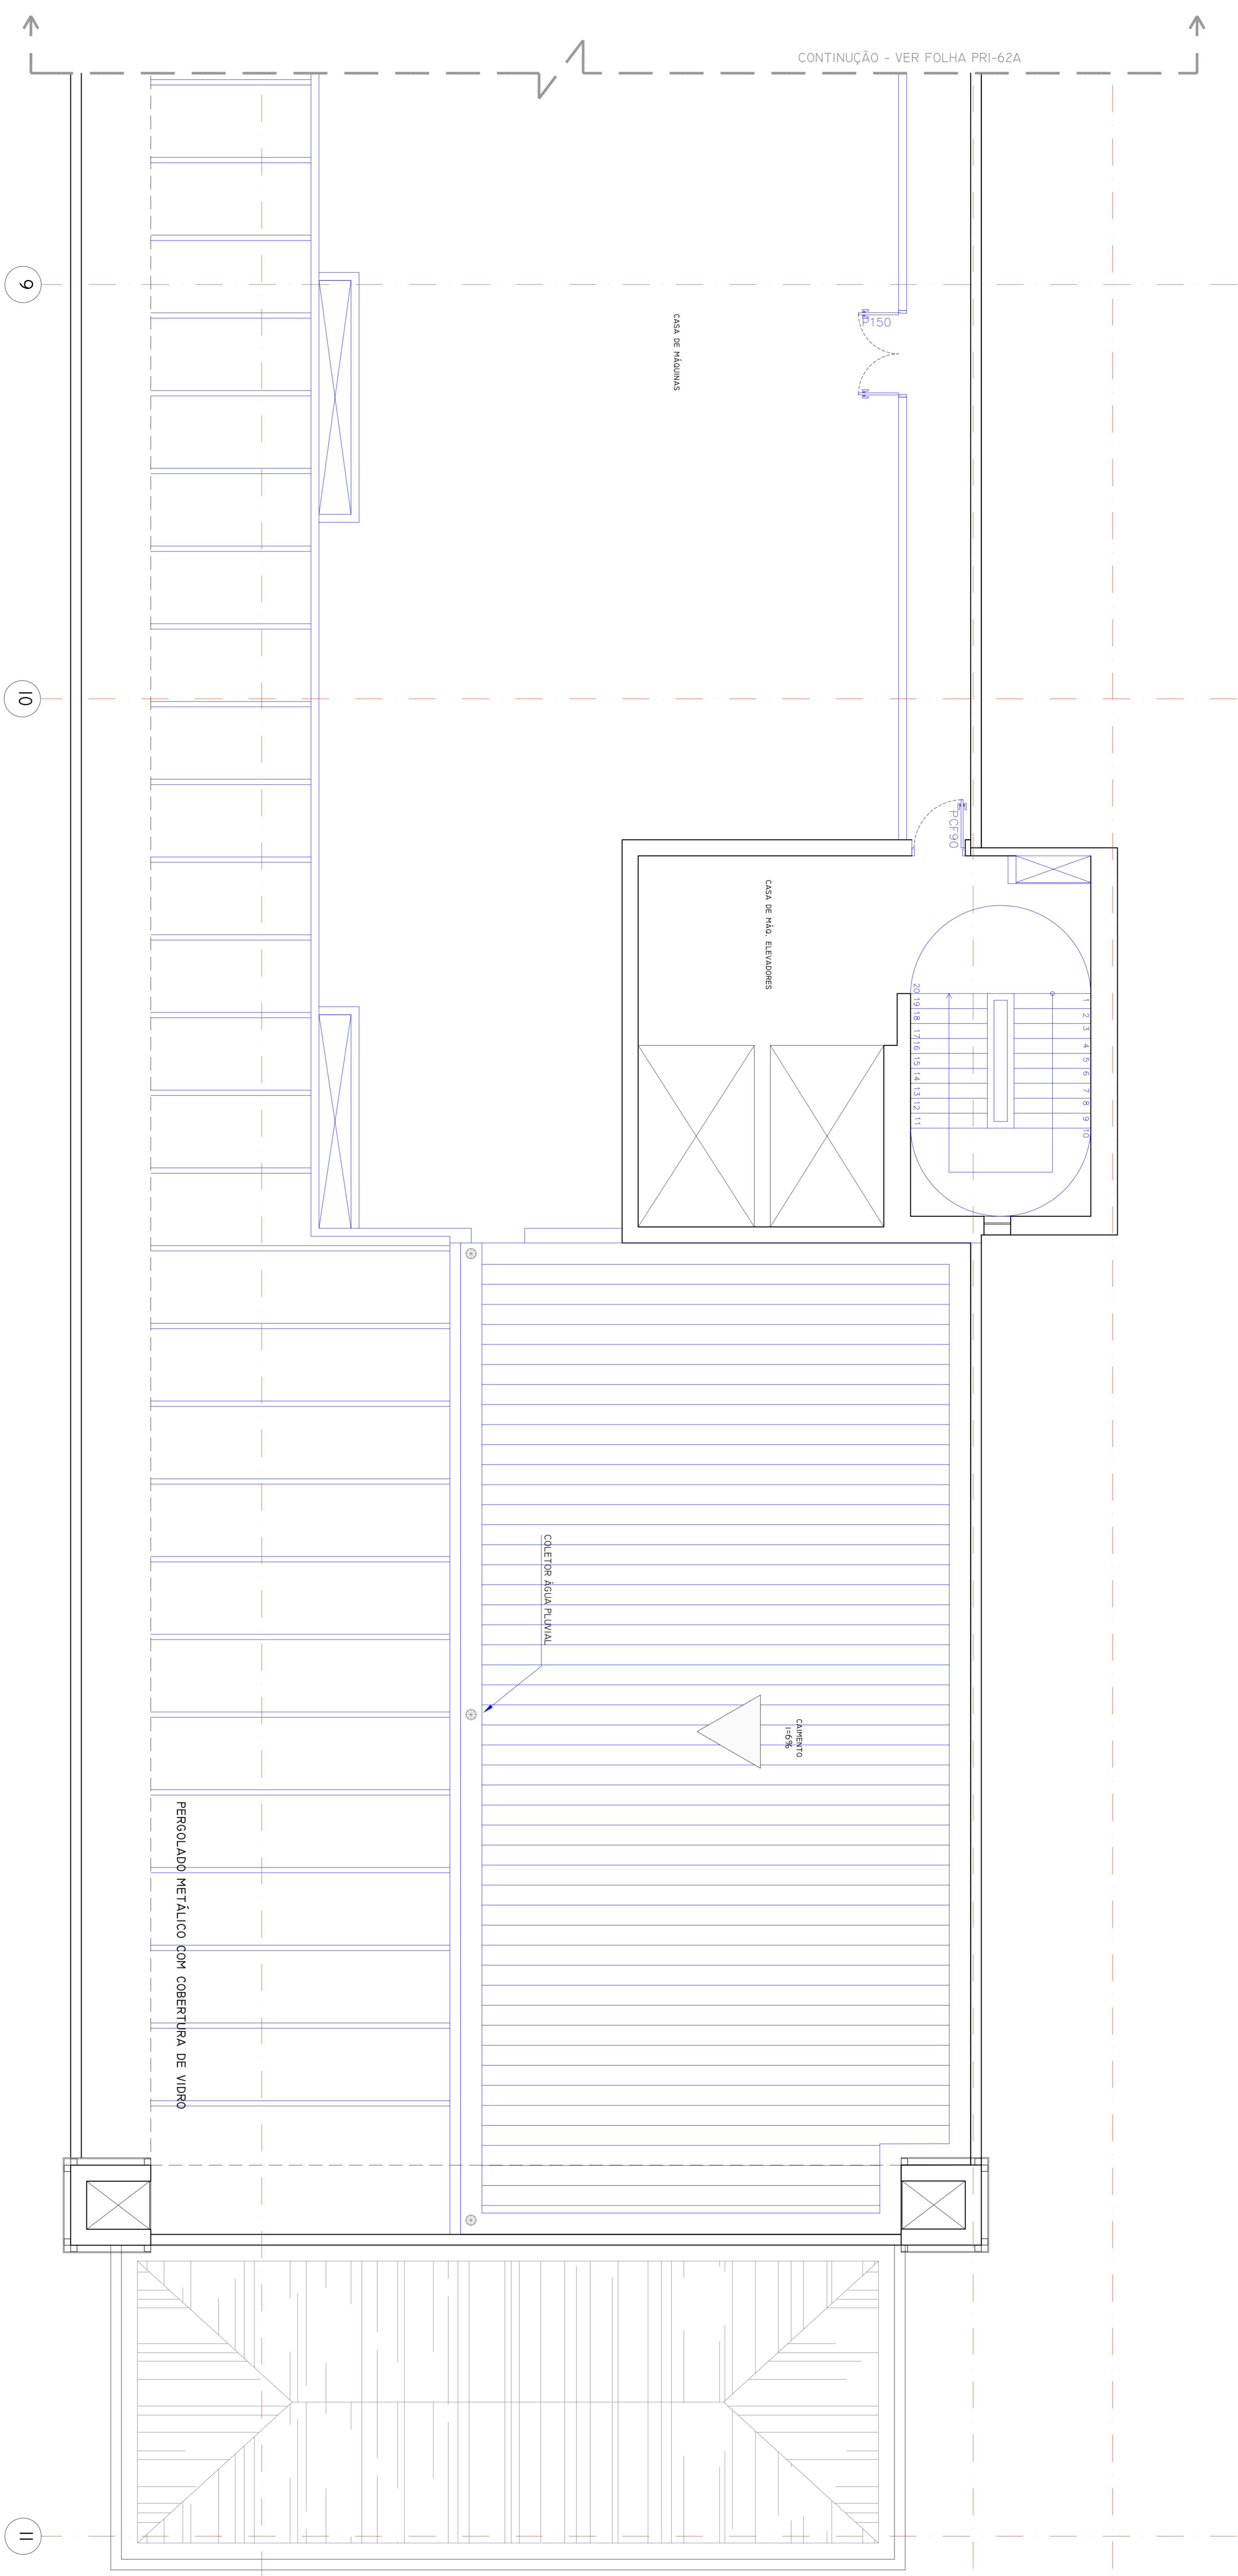 CONTINUÇÃO - VER FOLHA PRI-62A
9
P150
CASA DE MÁQUINAS
10
PCF90
CASA DE MÁQ. ELEVADORES
20 19 18 17 16 15 14 13 12 11
1 2 3 4 5 6 7 8 9 10
COLETOR ÁGUA PLUVIAL
CAIMENTO
i=6%
PERGOLADO METÁLICO COM COBERTURA DE VIDRO
11